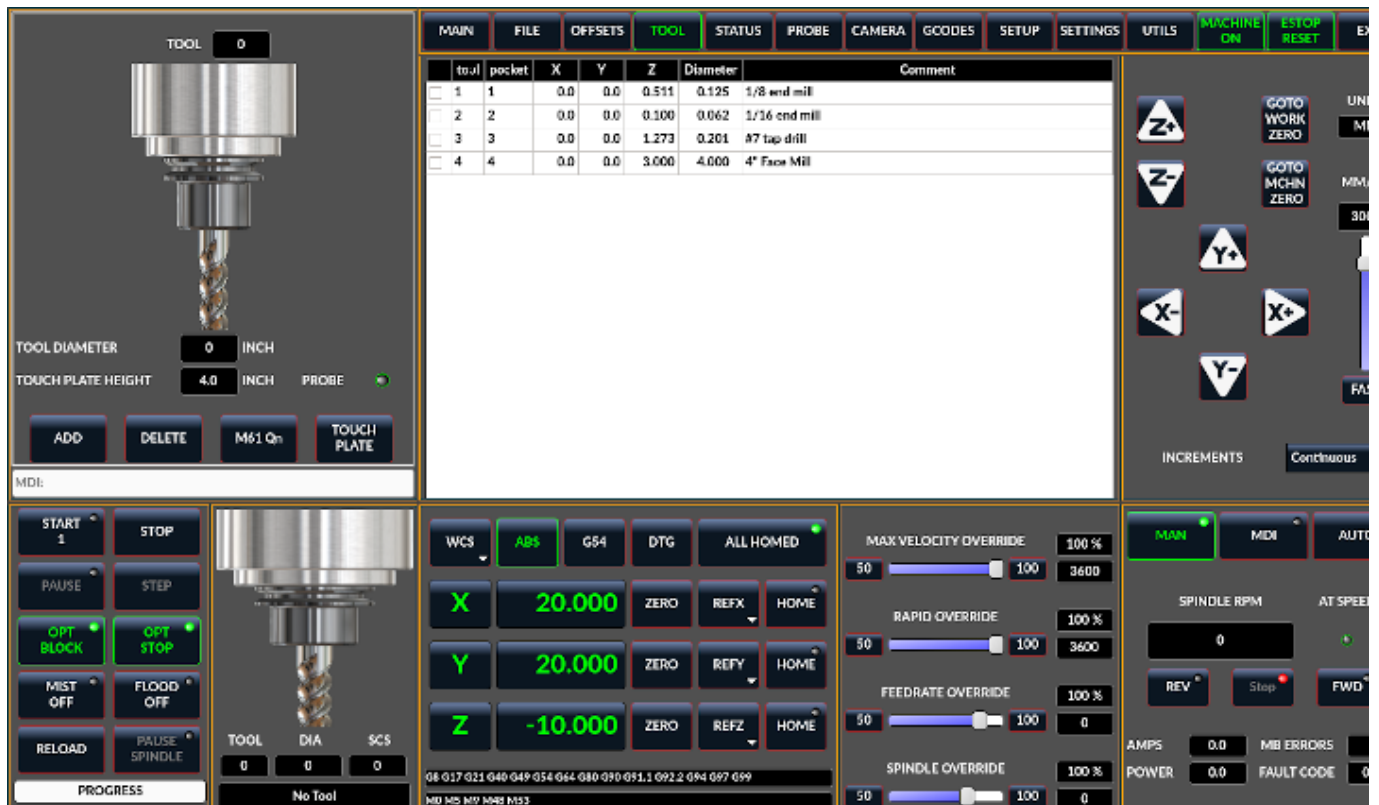 TOOL 0
TOOL DIAMETER 0 INCH
TOUCH PLATE HEIGHT 4.0 INCH PROBE
ADD DELETE M61 Qn TOUCH PLATE
MDI:
MAIN FILE OFFSETS TOOL STATUS PROBE CAMERA GCODES SETUP SETTINGS UTILS MACHINE ON ESTOP RESET
tool pocket X Y Z Diameter Comment
1 1 0.0 0.0 0.511 0.125 1/8 end mill
2 2 0.0 0.0 0.100 0.062 1/16 end mill
3 3 0.0 0.0 1.273 0.201 #7 tap drill
4 4 0.0 0.0 3.000 4.000 4" Face Mill
Z+ GOTO WORK ZERO
Z- GOTO MCHN ZERO
Y+
X- X+
Y-
INCREMENTS Continuous
START 1 STOP
PAUSE STEP
OPT BLOCK OPT STOP
MIST OFF FLOOD OFF
RELOAD PAUSE SPINDLE
PROGRESS
TOOL DIA SCS
0 0 0
No Tool
WCS ABS G54 DTG ALL HOMED
X 20.000 ZERO REFX HOME
Y 20.000 ZERO REFY HOME
Z -10.000 ZERO REFZ HOME
G8 G17 G21 G40 G49 G54 G64 G80 G90 G91.1 G92.2 G94 G97 G99
M0 M5 M9 M48 M53
MAX VELOCITY OVERRIDE 100 %
50 100 3600
RAPID OVERRIDE 100 %
50 100 3600
FEEDRATE OVERRIDE 100 %
50 100 0
SPINDLE OVERRIDE 100 %
50 100 0
MAN MDI AUTO
SPINDLE RPM AT SPEED
0
REV Stop FWD
AMPS 0.0 MB ERRORS
POWER 0.0 FAULT CODE